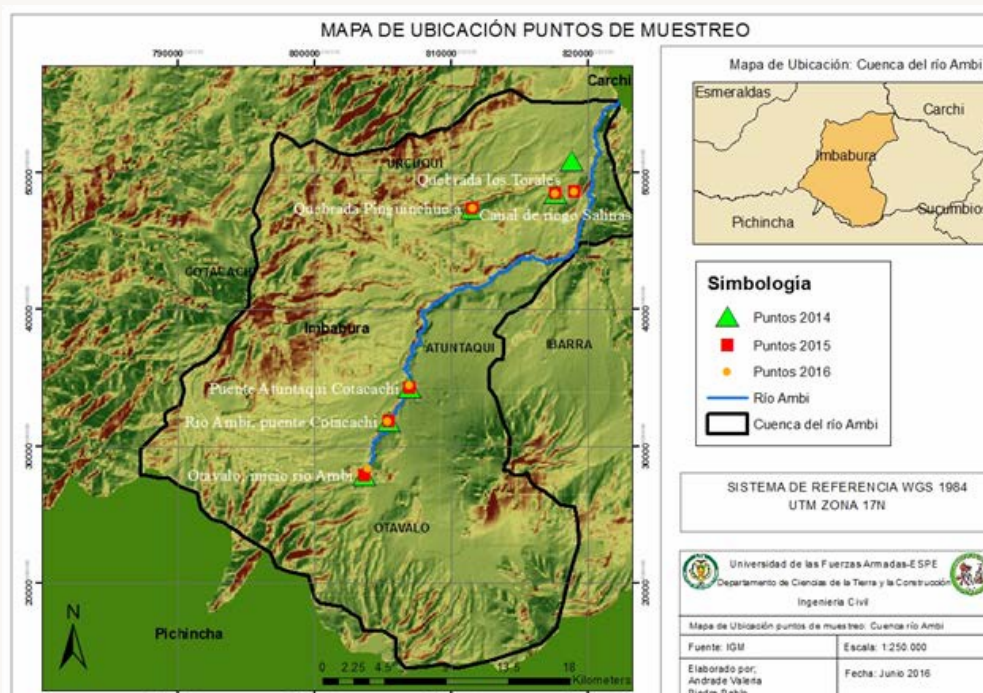 MAPA DE UBICACIÓN PUNTOS DE MUESTREO
790000
800000
810000
820000
Carchi
URCUQUI
Quebrada los Torales
Quebrada Pinguinchuela
Canal de riego Salinas
COTACACHI
Imbabura
ATUNTAQUI
IBARRA
Puente Atuntaqui Cotacachi
Río Ambi, puente Cotacachi
Otavalo, inicio río Ambi
OTAVALO
Pichincha
N
0 2.25 4.5 13.5 18
Kilometers
Mapa de Ubicación: Cuenca del río Ambi
Esmeraldas
Carchi
Imbabura
Pichincha
Sucumbios
Simbología
Puntos 2014
Puntos 2015
Puntos 2016
Río Ambi
Cuenca del río Ambi
SISTEMA DE REFERENCIA WGS 1984
UTM ZONA 17N
Universidad de las Fuerzas Armadas-ESPE
Departamento de Ciencias de la Tierra y la Construcción
Ingeniería Civil
Mapa de Ubicación puntos de muestreo: Cuenca río Ambi
Fuente: IGM
Escala: 1:250.000
Elaborado por:
Andrade Valeria
Fecha: Junio 2016